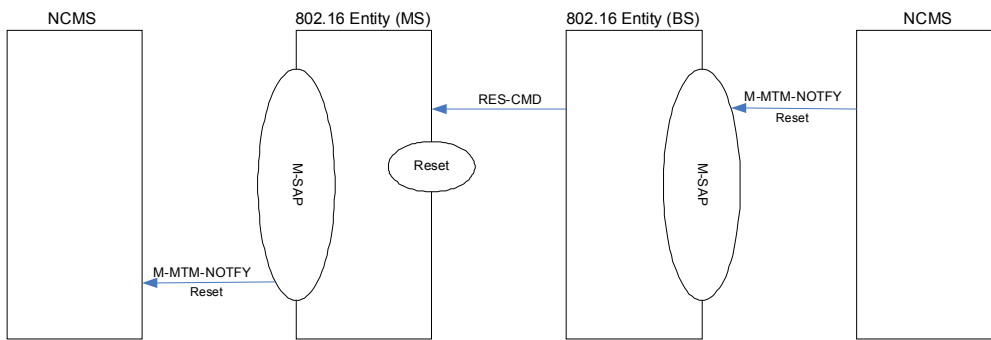 NCMS
802.16 Entity (MS)
802.16 Entity (BS)
NCMS
RES-CMD
M-MTM-NOTFY
Reset
Reset
M-SAP
M-SAP
M-MTM-NOTFY
Reset